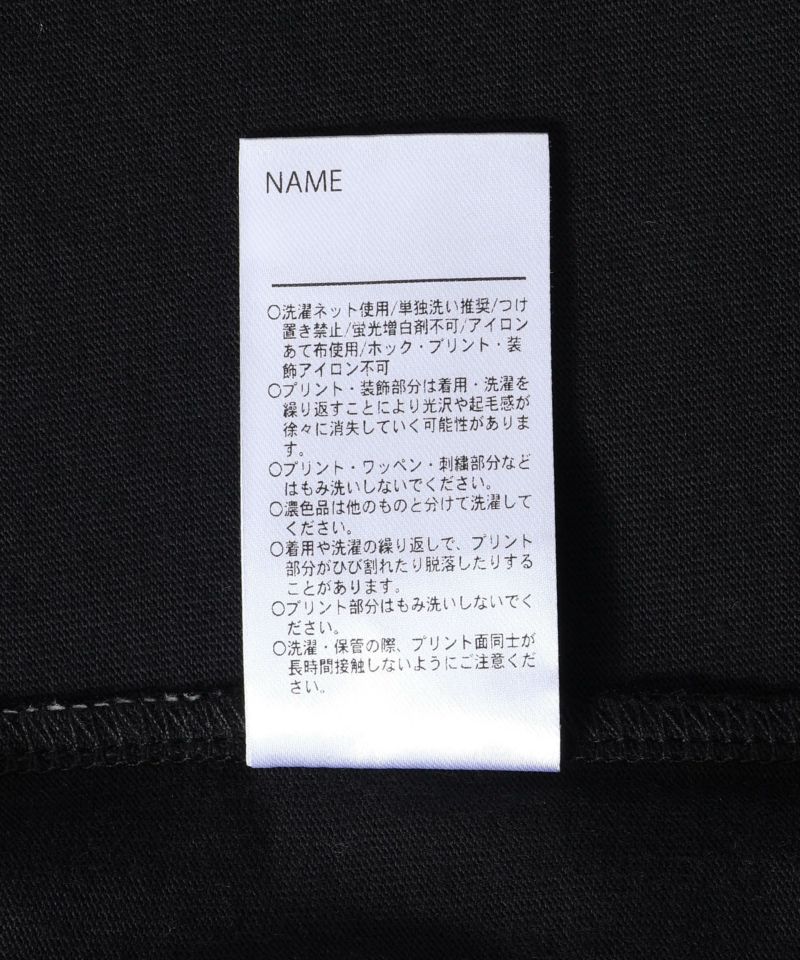 NAME
○洗濯ネット使用/単独洗い推奨/つけ
置き禁止/蛍光増白剤不可/アイロン
あて布使用/ホック・プリント・装
飾アイロン不可
○プリント・装飾部分は着用・洗濯を
繰り返すことにより光沢や起毛感が
徐々に消失していく可能性がありま
す。
○プリント・ワッペン・刺繍部分など
はもみ洗いしないでください。
○濃色品は他のものと分けて洗濯して
ください。
○着用や洗濯の繰り返しで、プリント
部分がひび割れたり脱落したりする
ことがあります。
○プリント部分はもみ洗いしないでく
ださい。
○洗濯・保管の際、プリント面同士が
長時間接触しないようにご注意くだ
さい。